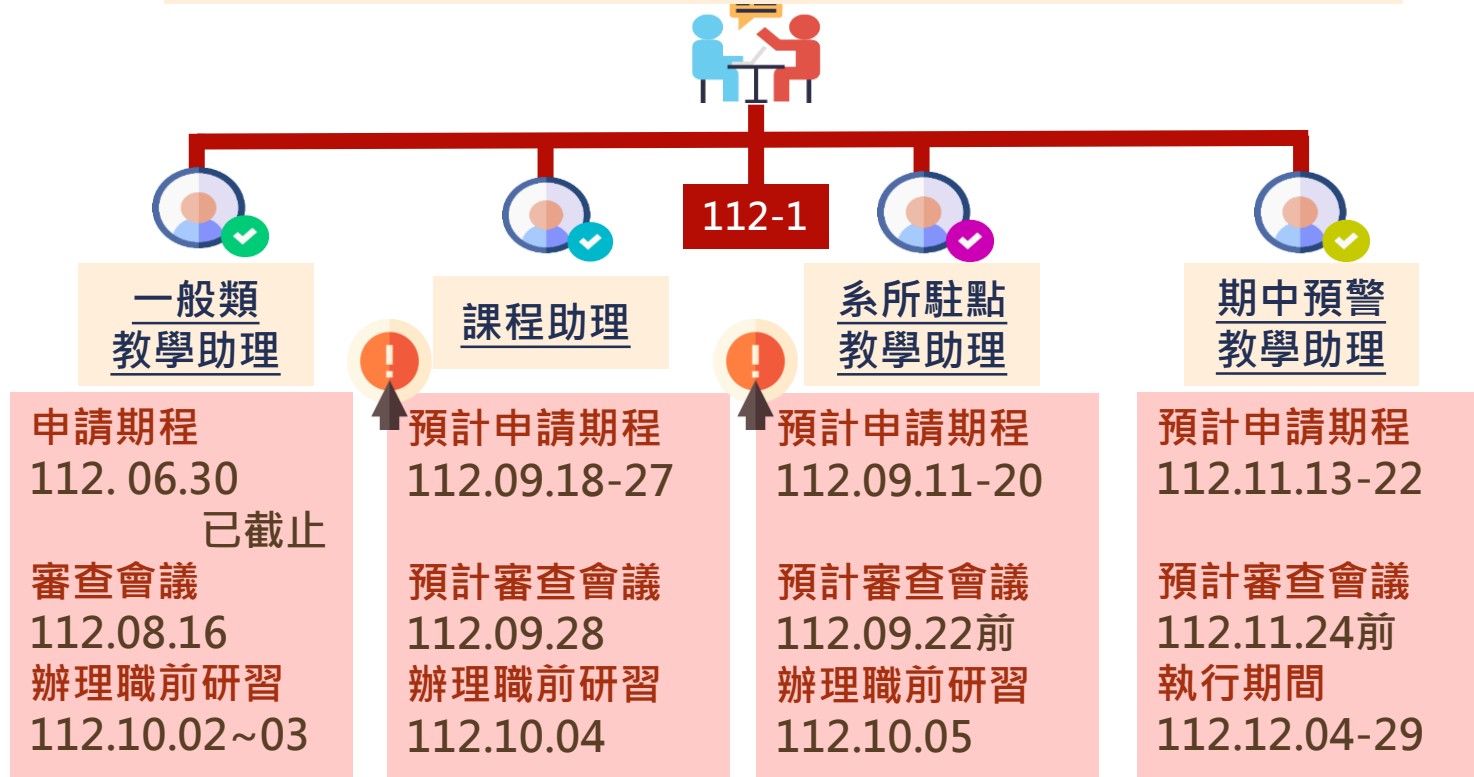 112-1
一般類
教學助理
申請期程
112. 06.30
已截止
審查會議
112.08.16
辦理職前研習
112.10.02~03
課程助理
預計申請期程
112.09.18-27
預計審查會議
112.09.28
辦理職前研習
112.10.04
系所駐點
教學助理
預計申請期程
112.09.11-20
預計審查會議
112.09.22前
辦理職前研習
112.10.05
期中預警
教學助理
預計申請期程
112.11.13-22
預計審查會議
112.11.24前
執行期間
112.12.04-29